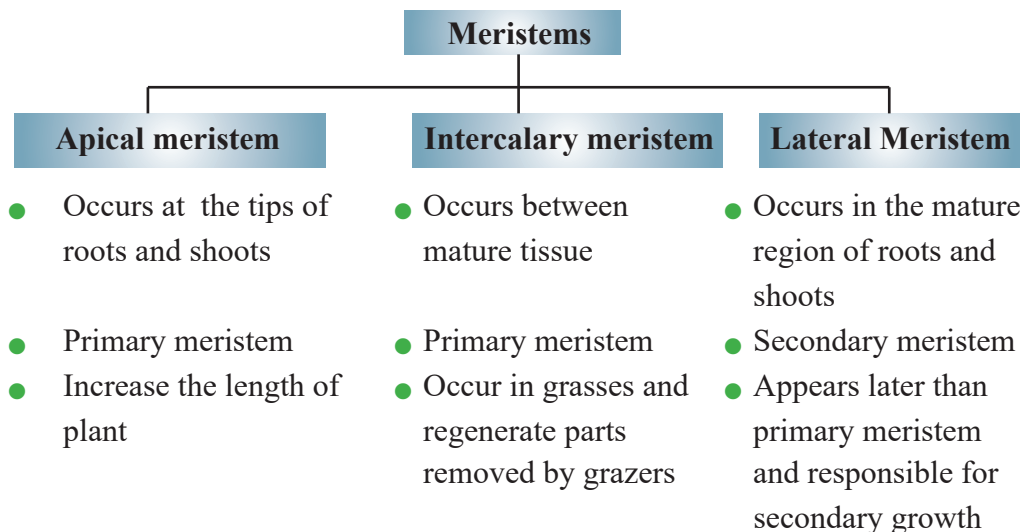 Meristems
Apical meristem
Occurs at the tips of
roots and shoots
Primary meristem
Increase the length of
plant
Intercalary meristem
Occurs between
mature tissue
Primary meristem
Occur in grasses and
regenerate parts
removed by grazers
Lateral Meristem
Occurs in the mature
region of roots and
shoots
Secondary meristem
Appears later than
primary meristem
and responsible for
secondary growth